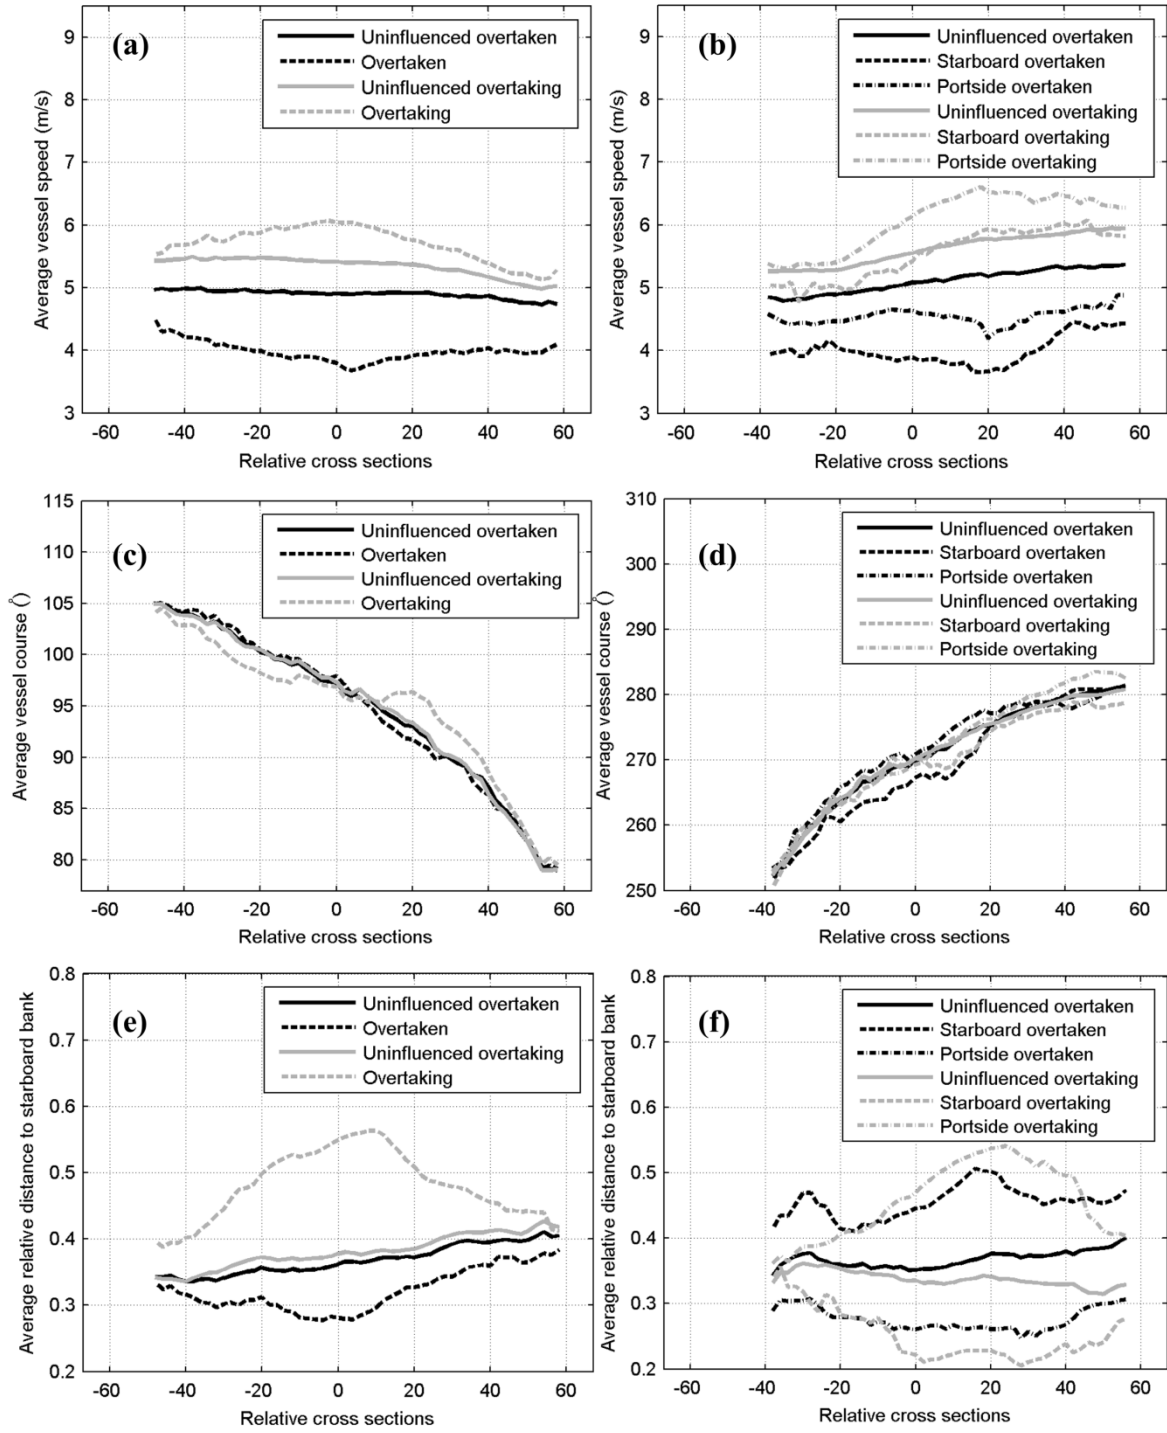 (a)
Uninfluenced overtaken
Overtaken
Uninfluenced overtaking
Overtaking
9
8
7
6
5
4
3
Average vessel speed (m/s)
-60 -40 -20 0 20 40 60
Relative cross sections
(b)
Uninfluenced overtaken
Starboard overtaken
Portside overtaken
Uninfluenced overtaking
Starboard overtaking
Portside overtaking
9
8
7
6
5
4
3
Average vessel speed (m/s)
-60 -40 -20 0 20 40 60
Relative cross sections
(c)
Uninfluenced overtaken
Overtaken
Uninfluenced overtaking
Overtaking
115
110
105
100
95
90
85
80
Average vessel course (°)
-60 -40 -20 0 20 40 60
Relative cross sections
(d)
Uninfluenced overtaken
Starboard overtaken
Portside overtaken
Uninfluenced overtaking
Starboard overtaking
Portside overtaking
310
300
290
280
270
260
250
Average vessel course (°)
-60 -40 -20 0 20 40 60
Relative cross sections
(e)
Uninfluenced overtaken
Overtaken
Uninfluenced overtaking
Overtaking
0.8
0.7
0.6
0.5
0.4
0.3
0.2
Average relative distance to starboard bank
-60 -40 -20 0 20 40 60
Relative cross sections
(f)
Uninfluenced overtaken
Starboard overtaken
Portside overtaken
Uninfluenced overtaking
Starboard overtaking
Portside overtaking
0.8
0.7
0.6
0.5
0.4
0.3
0.2
Average relative distance to starboard bank
-60 -40 -20 0 20 40 60
Relative cross sections